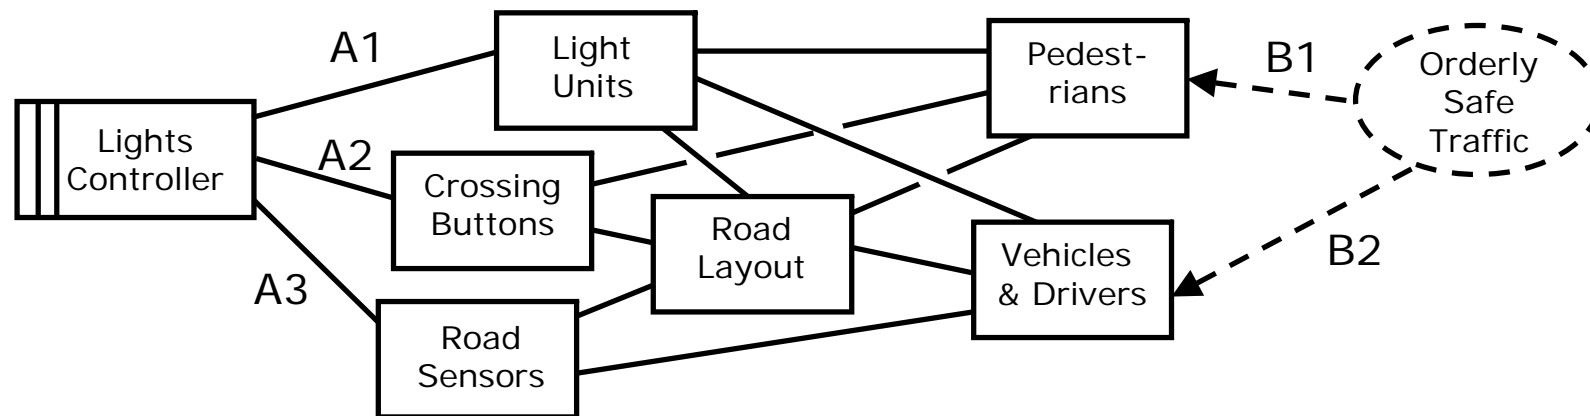 A1
Light
Units
Pedest-
rians
B1
Orderly
Safe
Traffic
Lights
Controller
A2
Crossing
Buttons
Road
Layout
Vehicles
& Drivers
B2
A3
Road
Sensors